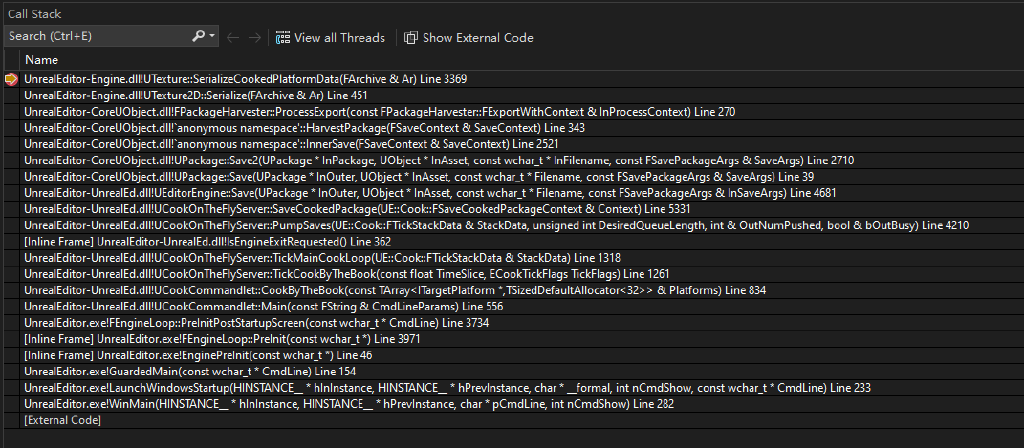 Call Stack
Search (Ctrl+E) View all Threads Show External Code
Name
UnrealEditor-Engine.dll!UTexture::SerializeCookedPlatformData(FArchive & Ar) Line 3369
UnrealEditor-Engine.dll!UTexture2D::Serialize(FArchive & Ar) Line 451
UnrealEditor-CoreUObject.dll!FPackageHarvester::ProcessExport(const FPackageHarvester::FExportWithContext & InProcessContext) Line 270
UnrealEditor-CoreUObject.dll!`anonymous namespace'::HarvestPackage(FSaveContext & SaveContext) Line 343
UnrealEditor-CoreUObject.dll!`anonymous namespace'::InnerSave(FSaveContext & SaveContext) Line 2521
UnrealEditor-CoreUObject.dll!UPackage::Save2(UPackage * InPackage, UObject * InAsset, const wchar_t * InFilename, const FSavePackageArgs & SaveArgs) Line 2710
UnrealEditor-CoreUObject.dll!UPackage::Save(UPackage * InOuter, UObject * InAsset, const wchar_t * Filename, const FSavePackageArgs & SaveArgs) Line 39
UnrealEditor-UnrealEd.dll!UEditorEngine::Save(UPackage * InOuter, UObject * InAsset, const wchar_t * Filename, const FSavePackageArgs & InSaveArgs) Line 4681
UnrealEditor-UnrealEd.dll!UCookOnTheFlyServer::SaveCookedPackage(UE::Cook::FSaveCookedPackageContext & Context) Line 5331
UnrealEditor-UnrealEd.dll!UCookOnTheFlyServer::PumpSaves(UE::Cook::FTickStackData & StackData, unsigned int DesiredQueueLength, int & OutNumPushed, bool & bOutBusy) Line 4210
[Inline Frame] UnrealEditor-UnrealEd.dll!IsEngineExitRequested() Line 362
UnrealEditor-UnrealEd.dll!UCookOnTheFlyServer::TickMainCookLoop(UE::Cook::FTickStackData & StackData) Line 1318
UnrealEditor-UnrealEd.dll!UCookOnTheFlyServer::TickCookByTheBook(const float TimeSlice, ECookTickFlags TickFlags) Line 1261
UnrealEditor-UnrealEd.dll!UCookCommandlet::CookByTheBook(const TArray<ITargetPlatform *,TSizedDefaultAllocator<32>> & Platforms) Line 834
UnrealEditor-UnrealEd.dll!UCookCommandlet::Main(const FString & CmdLineParams) Line 556
UnrealEditor.exe!FEngineLoop::PreInitPostStartupScreen(const wchar_t * CmdLine) Line 3734
[Inline Frame] UnrealEditor.exe!FEngineLoop::PreInit(const wchar_t *) Line 3971
[Inline Frame] UnrealEditor.exe!EnginePreInit(const wchar_t *) Line 46
UnrealEditor.exe!GuardedMain(const wchar_t * CmdLine) Line 154
UnrealEditor.exe!LaunchWindowsStartup(HINSTANCE__ * hInInstance, HINSTANCE__ * hPrevInstance, char * __formal, int nCmdShow, const wchar_t * CmdLine) Line 233
UnrealEditor.exe!WinMain(HINSTANCE__ * hInInstance, HINSTANCE__ * hPrevInstance, char * pCmdLine, int nCmdShow) Line 282
[External Code]